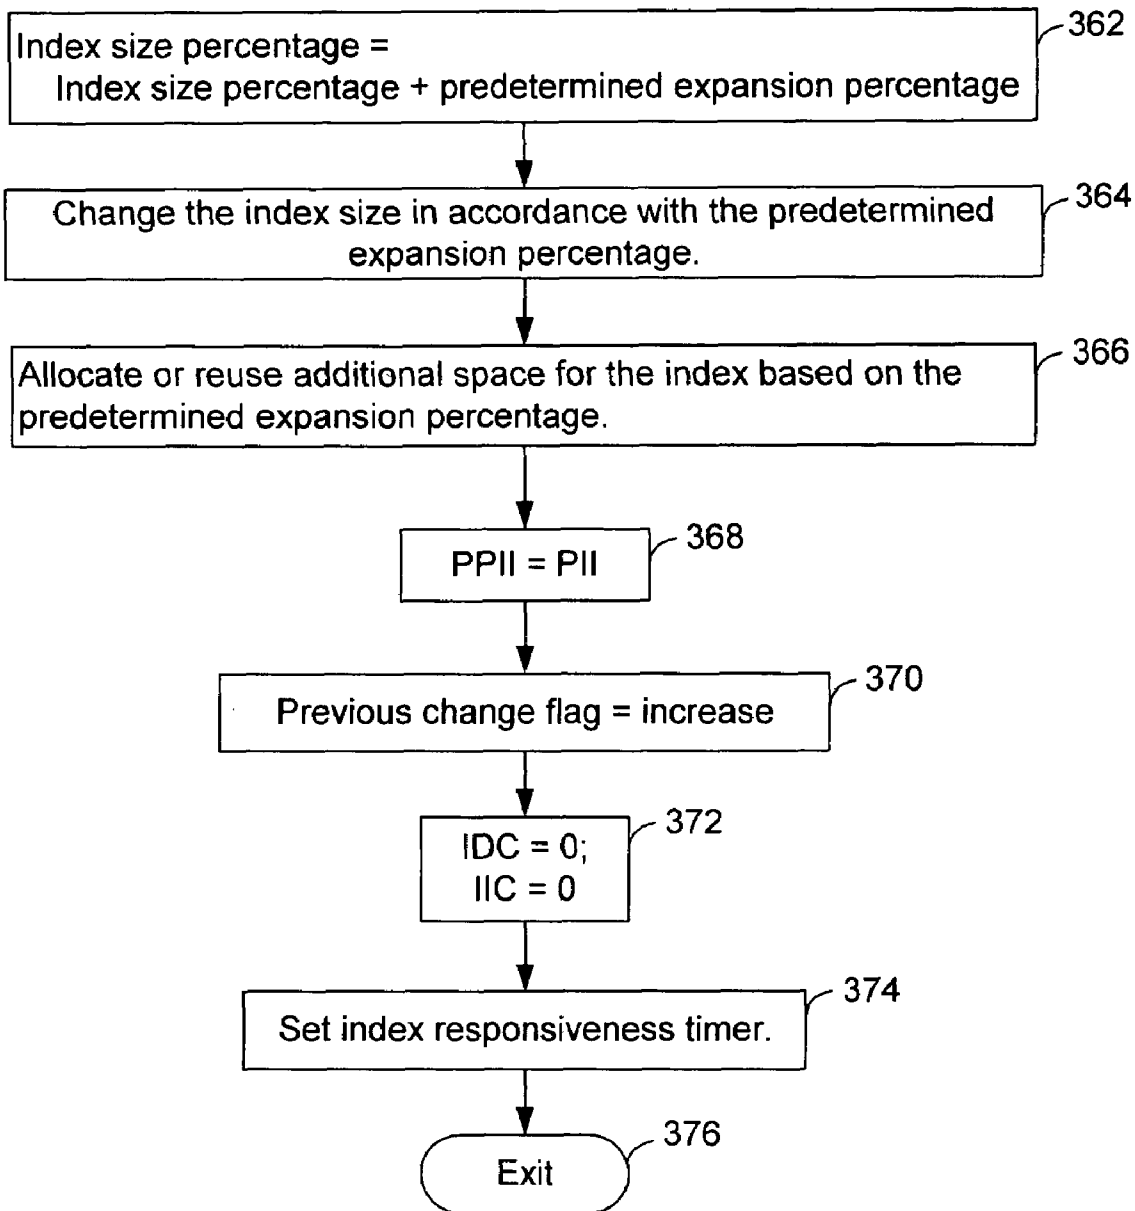 362
Index size percentage =
Index size percentage + predetermined expansion percentage
364
Change the index size in accordance with the predetermined
expansion percentage.
366
Allocate or reuse additional space for the index based on the
predetermined expansion percentage.
368
PPII = PII
370
Previous change flag = increase
372
IDC = 0;
IIC = 0
374
Set index responsiveness timer.
376
Exit